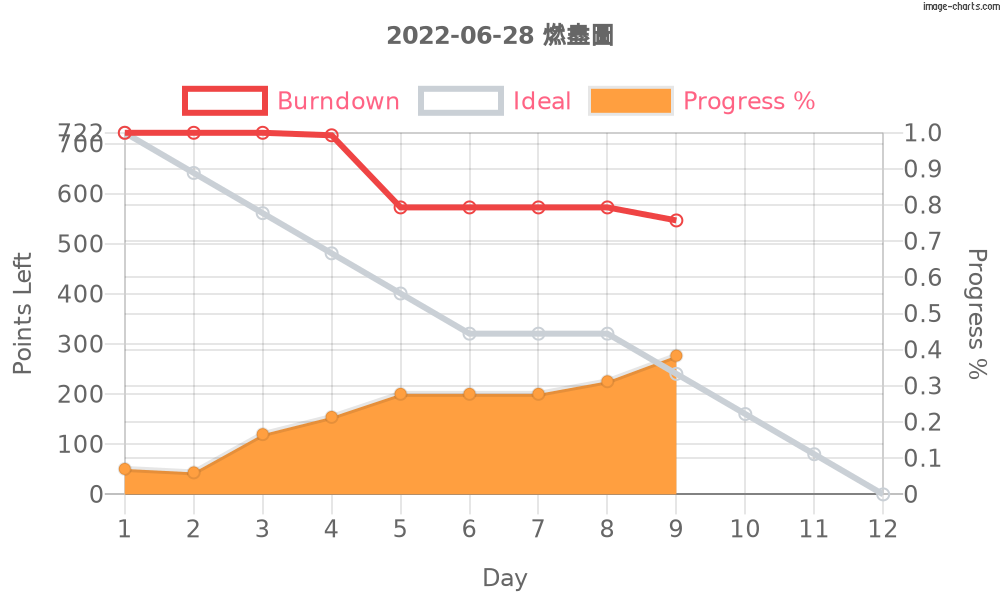 image-charts.com
2022-06-28 燃盡圖
Burndown Ideal Progress %
722
700
600
500
400
300
200
100
0
Points Left
1.0
0.9
0.8
0.7
0.6
0.5
0.4
0.3
0.2
0.1
0
Progress %
1 2 3 4 5 6 7 8 9 10 11 12
Day